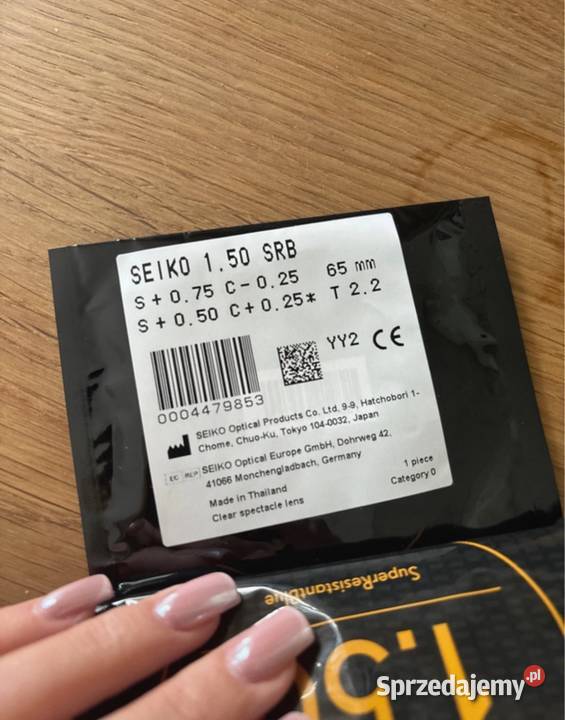 SEIKO 1.50 SRB
S+0.75 C-0.25 65 mm
S+0.50 C+0.25* T 2.2
YY2 CE
0004479853
SEIKO Optical Products Co. Ltd. 9-9, Hatchobori 1-
Chome, Chuo-Ku, Tokyo 104-0032, Japan
EC REP SEIKO Optical Europe GmbH, Dohrweg 42,
41066 Monchengladbach, Germany
Made in Thailand
Clear spectacle lens
1 piece
Category 0
SuperResistantBlue
1.50
Sprzedajemy.pl